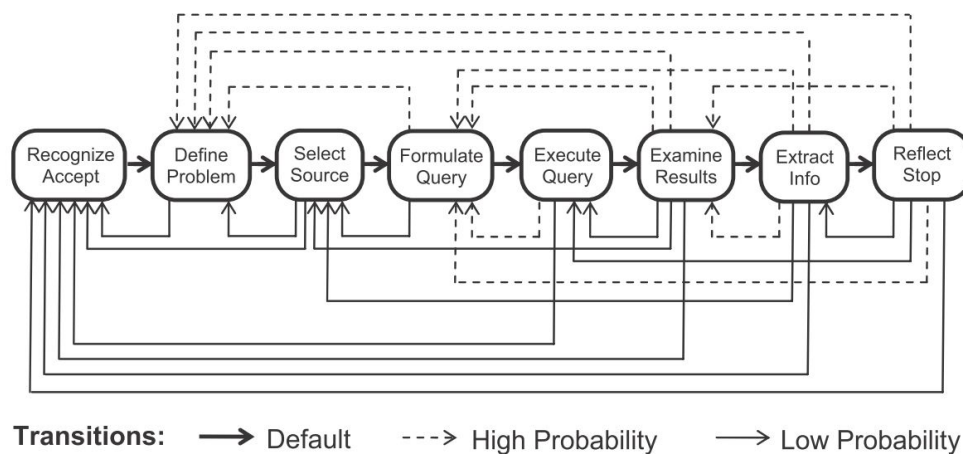 Recognize
Accept
Define
Problem
Select
Source
Formulate
Query
Execute
Query
Examine
Results
Extract
Info
Reflect
Stop
Transitions: Default High Probability Low Probability